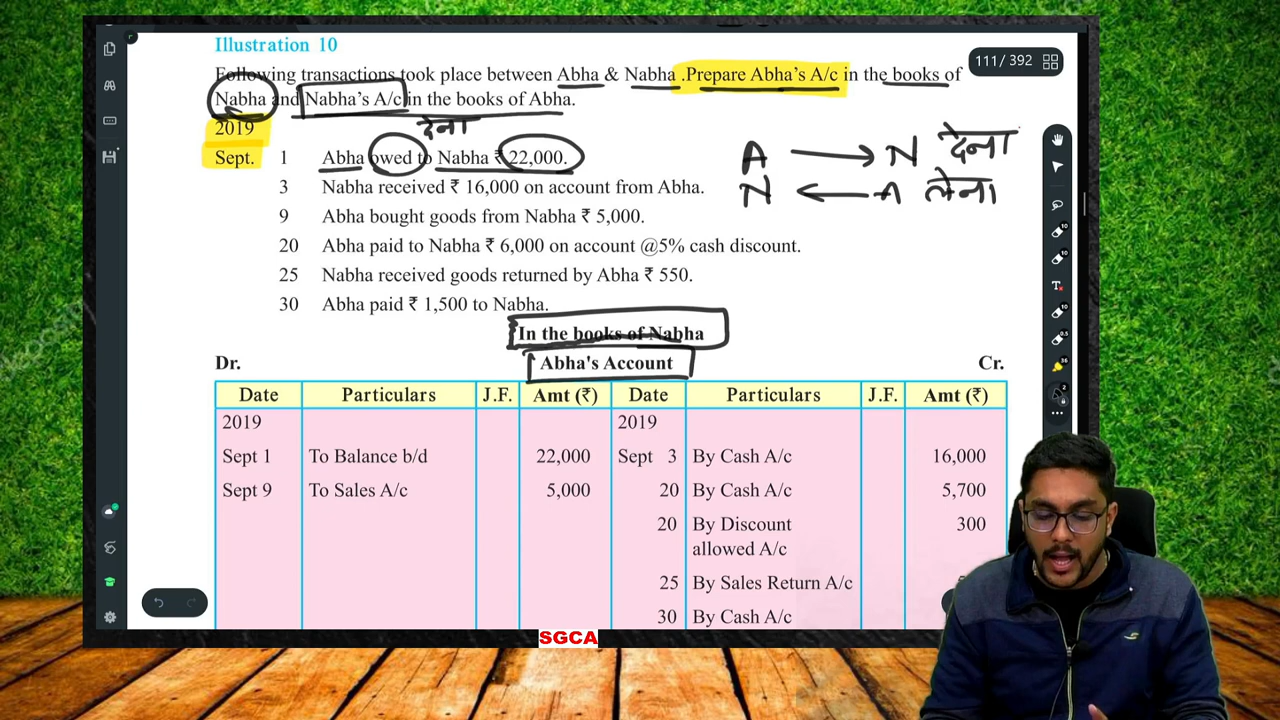 Illustration 10
111/392
Following transactions took place between Abha & Nabha .Prepare Abha's A/c in the books of
Nabha and Nabha's A/c in the books of Abha.
2019
देना
Sept. 1 Abha owed to Nabha ₹ 22,000.
A → N देना
3 Nabha received ₹ 16,000 on account from Abha.
N ← A लेना
9 Abha bought goods from Nabha ₹ 5,000.
20 Abha paid to Nabha ₹ 6,000 on account @5% cash discount.
25 Nabha received goods returned by Abha ₹ 550.
30 Abha paid ₹ 1,500 to Nabha.
In the books of Nabha
Dr. Abha's Account Cr.
Date Particulars J.F. Amt (₹) Date Particulars J.F. Amt (₹)
2019 2019
Sept 1 To Balance b/d 22,000 Sept 3 By Cash A/c 16,000
Sept 9 To Sales A/c 5,000 20 By Cash A/c 5,700
20 By Discount 300
allowed A/c
25 By Sales Return A/c
30 By Cash A/c
SGCA